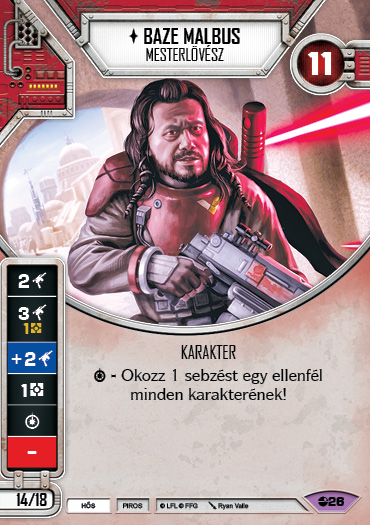 BAZE MALBUS
MESTERLÖVÉSZ
11
2
3
1
+2
1
-
KARAKTER
- Okozz 1 sebzést egy ellenfél
minden karakterének!
14/18
HŐS
PIROS
© LFL © FFG
Ryan Valle
26